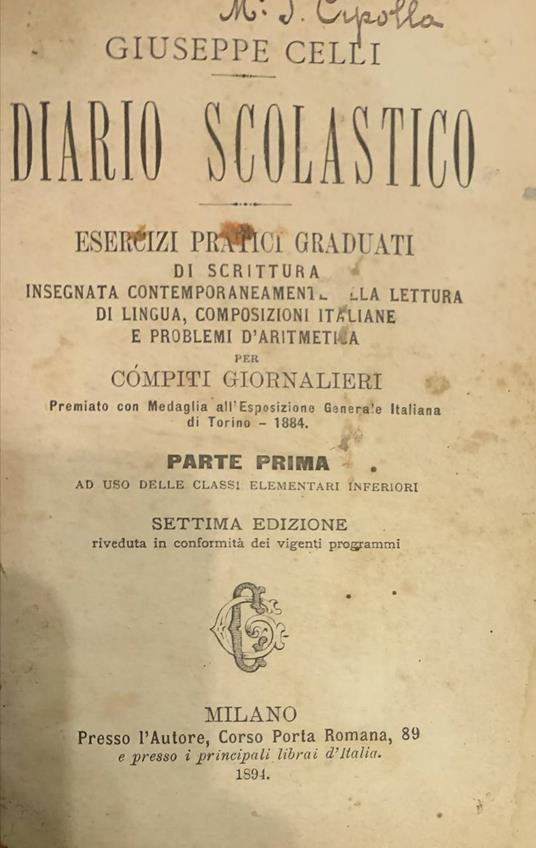 M: J. Cipolla
GIUSEPPE CELLI
DIARIO SCOLASTICO
ESERCIZI PRATICI GRADUATI
DI SCRITTURA
INSEGNATA CONTEMPORANEAMENT LLA LETTURA
DI LINGUA, COMPOSIZIONI ITALIANE
E PROBLEMI D'ARITMETICA
PER
CÓMPITI GIORNALIERI
Premiato con Medaglia all'Esposizione Generale Italiana
di Torino - 1884.
PARTE PRIMA
AD USO DELLE CLASSI ELEMENTARI INFERIORI
SETTIMA EDIZIONE
riveduta in conformità dei vigenti programmi
MILANO
Presso l'Autore, Corso Porta Romana, 89
e presso i principali librai d'Italia.
1894.